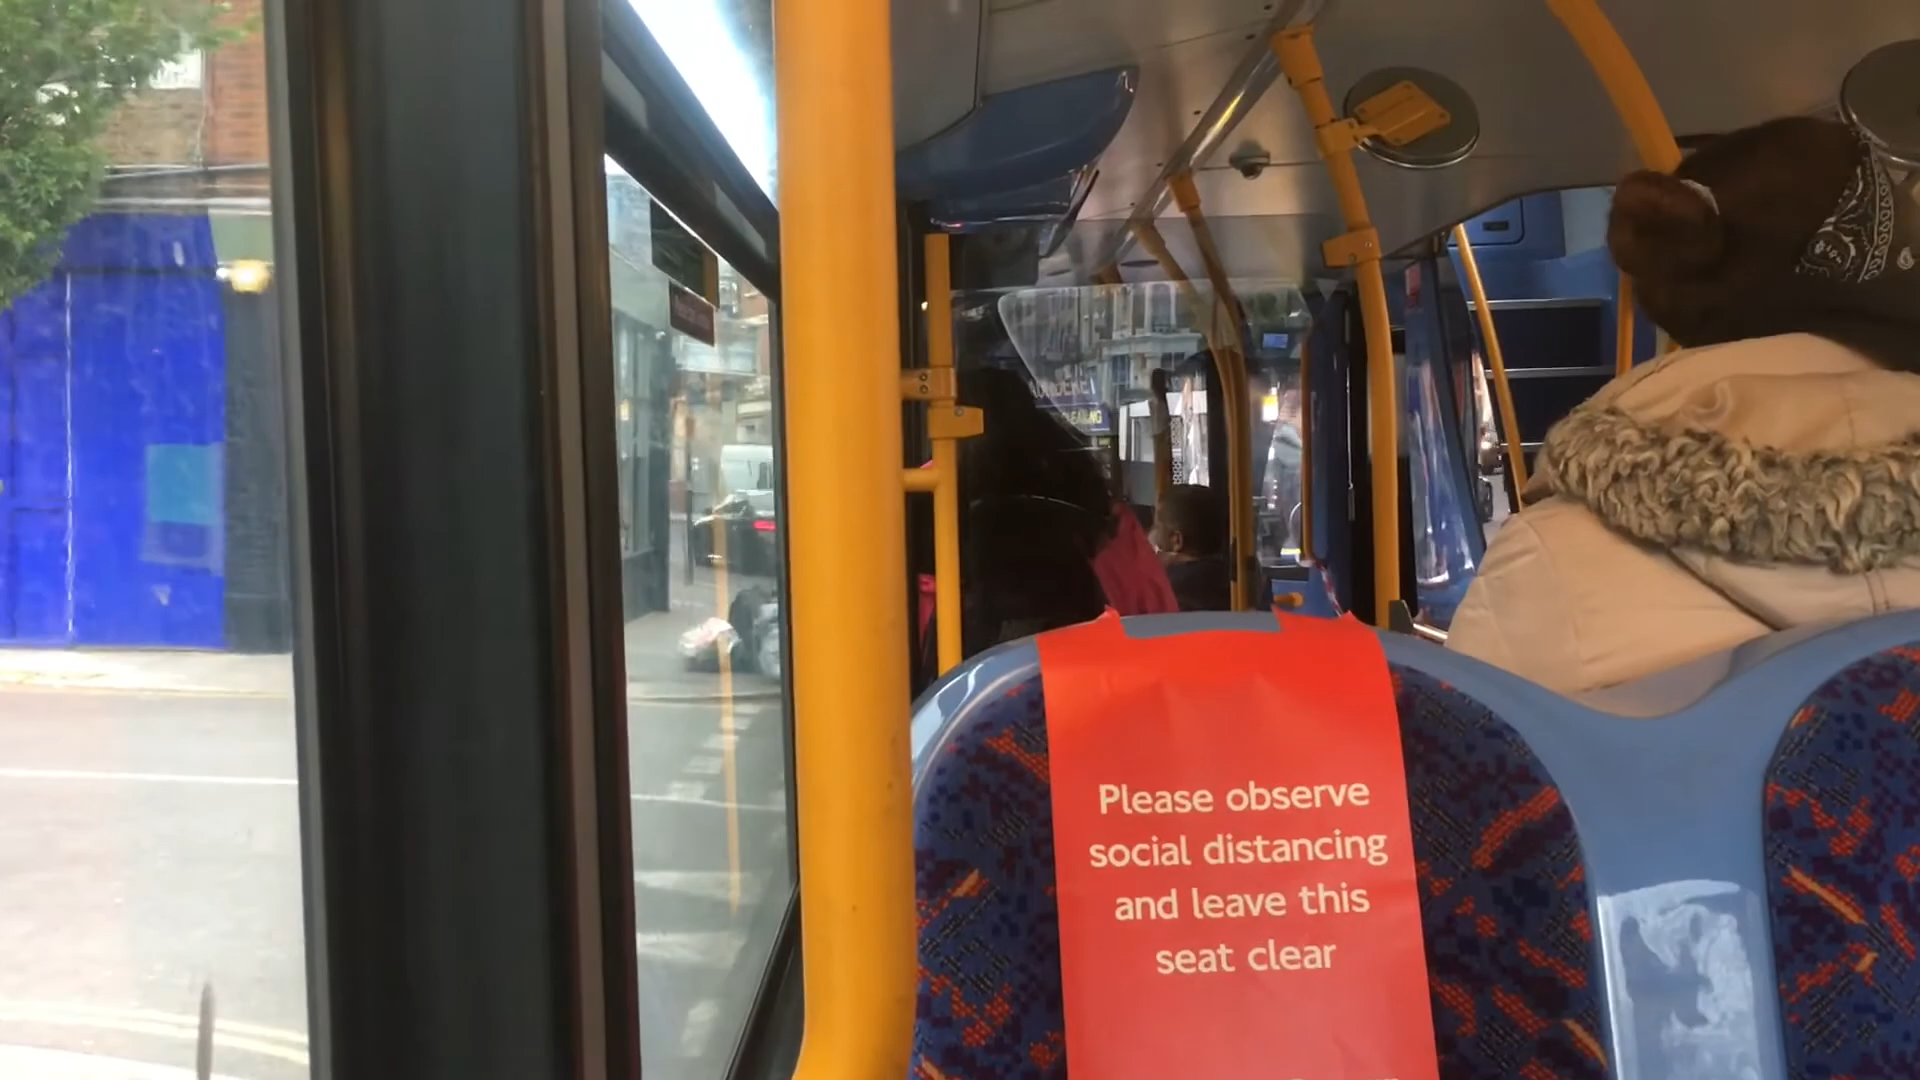 Please observe
social distancing
and leave this
seat clear